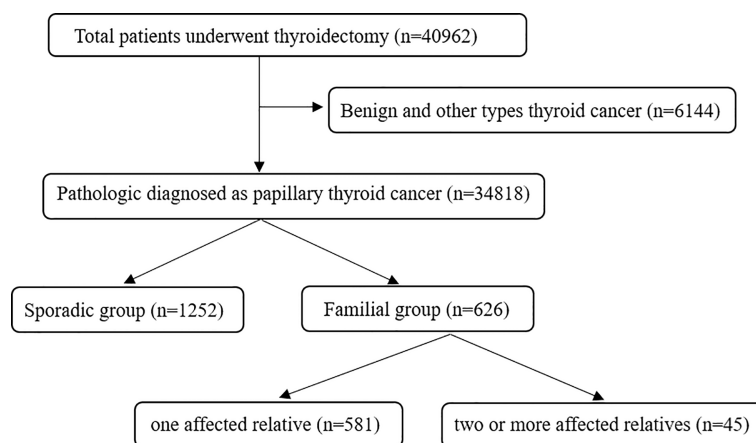 Total patients underwent thyroidectomy (n=40962)
Benign and other types thyroid cancer (n=6144)
Pathologic diagnosed as papillary thyroid cancer (n=34818)
Sporadic group (n=1252)
Familial group (n=626)
one affected relative (n=581)
two or more affected relatives (n=45)